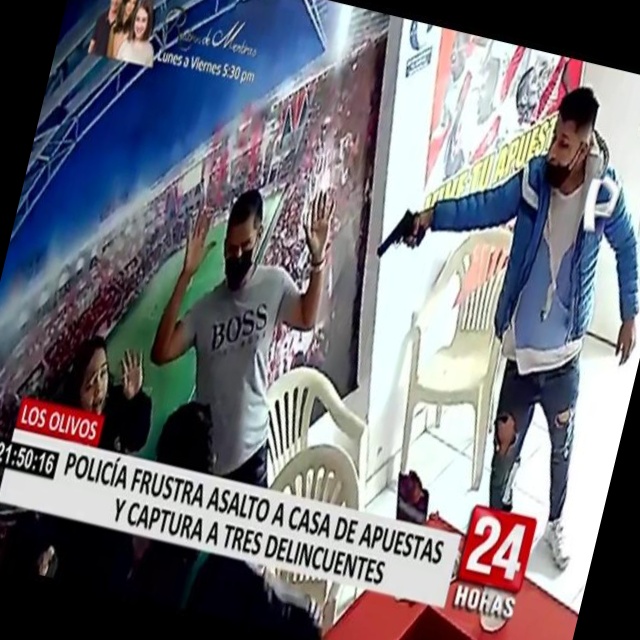 Lunes a Viernes 5:30 pm
BOSS
LOS OLIVOS
21:50:16
POLICÍA FRUSTRA ASALTO A CASA DE APUESTAS
Y CAPTURA A TRES DELINCUENTES
24
HORAS